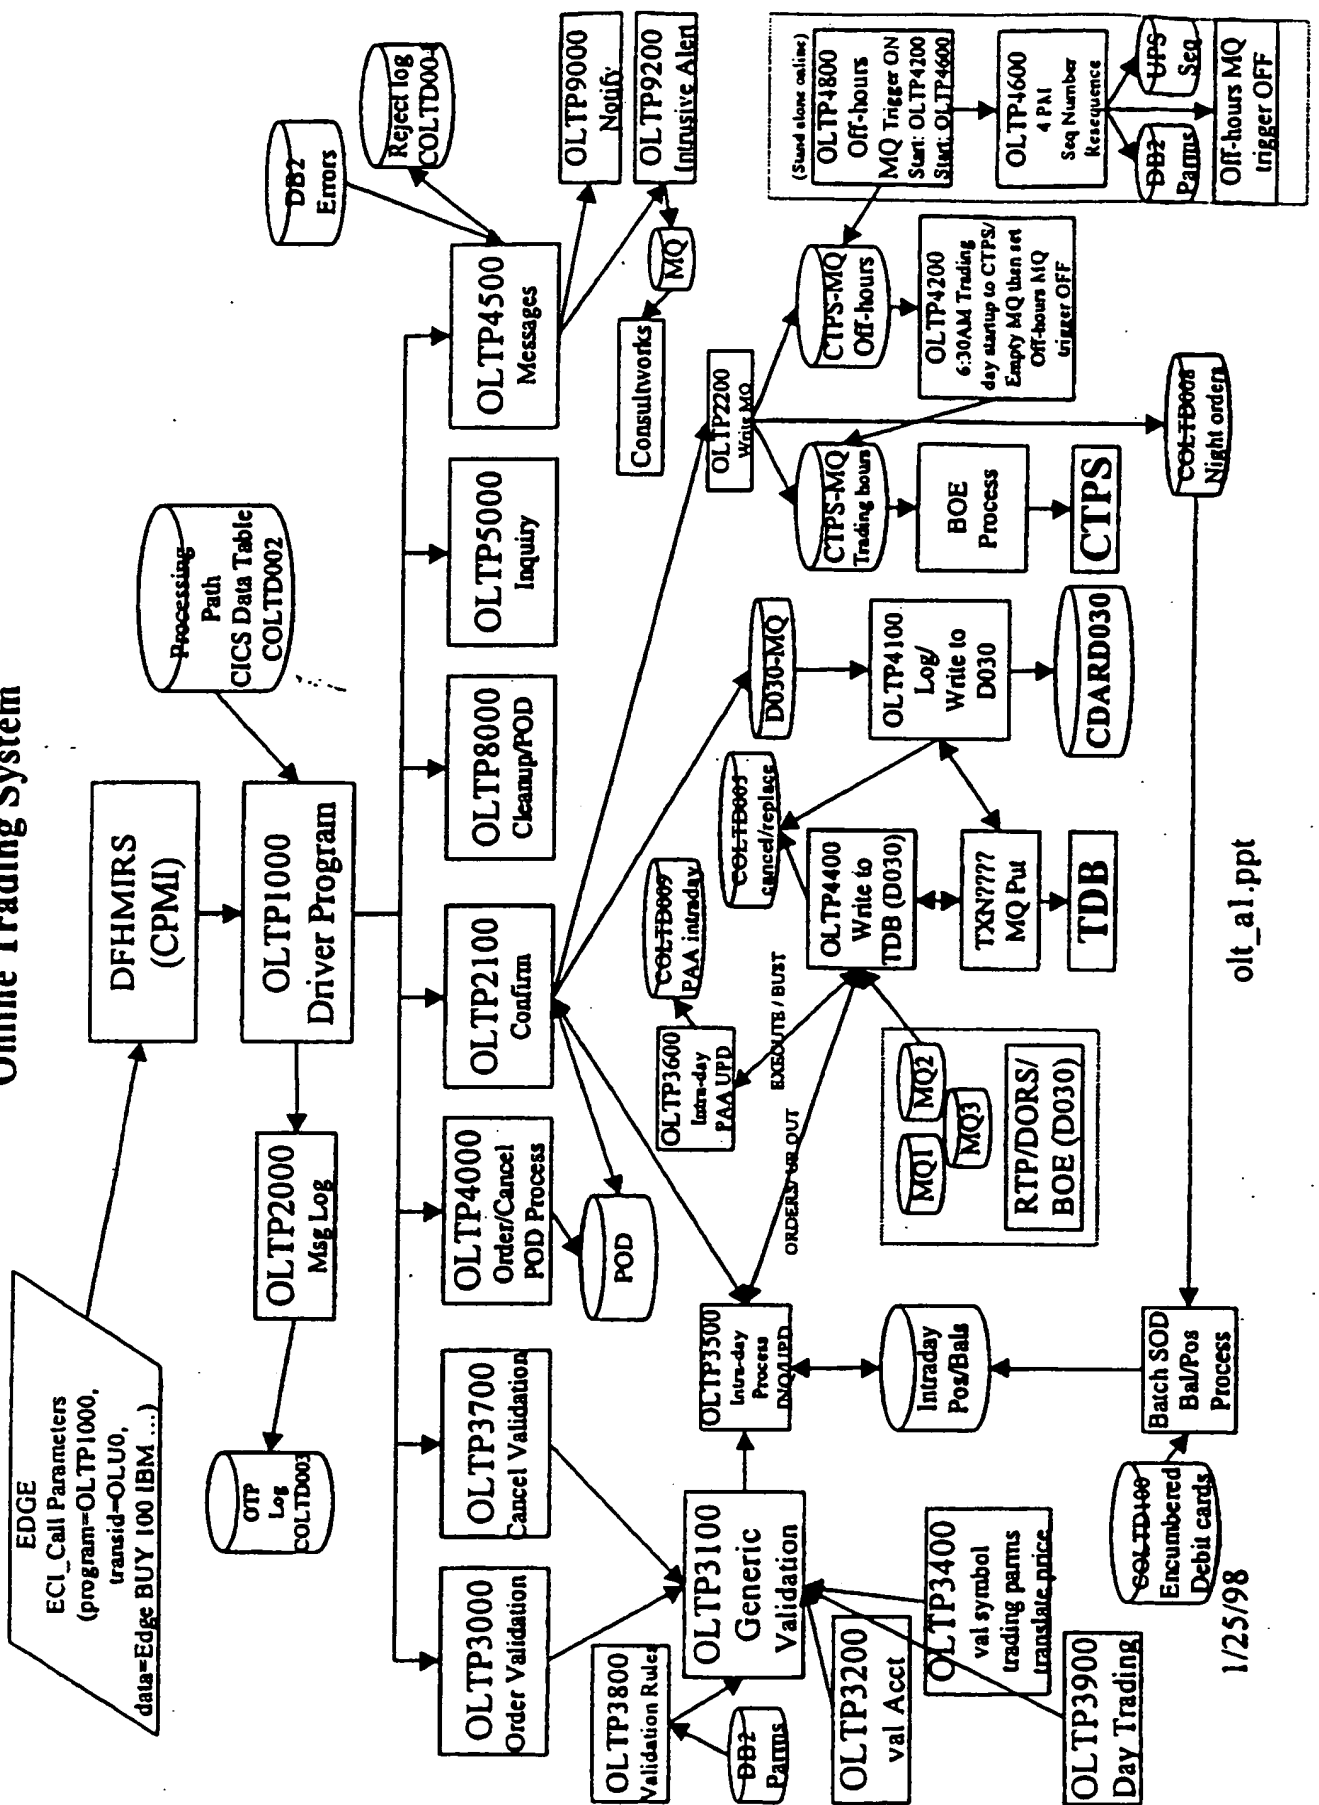 Online Trading System
EDGE
ECI_Call Parameters
(program=OLTP1000,
transid=OLU0,
data=Edge BUY 100 IBM ...)
DFHMIRS
(CPMI)
OTP
Log
COLTD003
OLTP2000
Msg Log
OLTP1000
Driver Program
Processing
Path
CICS Data Table
COLTD002
DB2
Errors
Reject log
COLTD004
OLTP3000
Order Validation
OLTP3700
Cancel Validation
OLTP4000
Order/Cancel
POD Process
OLTP2100
Confirm
OLTP8000
Cleanup/POD
OLTP5000
Inquiry
OLTP4500
Messages
OLTP9000
Notify
OLTP9200
Intrusive Alert
MQ
Consultworks
POD
OLTP3800
Validation Rules
DB2
Parms
OLTP3100
Generic
Validation
OLTP3500
Intra-day
Process
INQ/UPD
OLTP3600
Intra-day
PAA UPD
COLTD009
PAA intraday
COLTD005
cancel/replace
D030-MQ
OLTP2200
Write MQ
ORDERS/ UR OUT
EXECUTE / BUST
OLTP4400
Write to
TDB (D030)
OLTP4100
Log/
Write to
D030
CTPS-MQ
Trading hours
CTPS-MQ
Off-hours
(Stand alone online)
OLTP4800
Off-hours
MQ Trigger ON
Start: OLTP4200
Start: OLTP4600
OLTP3200
val Acct
OLTP3400
val symbol
trading parms
translate price
OLTP3900
Day Trading
Intraday
Pos/Bals
MQ1
MQ2
MQ3
RTP/DORS/
BOE (D030)
TXN????
MQ Put
TDB
CDARD030
BOE
Process
CTPS
OLTP4200
6:30AM Trading
day startup to CTPS/
Empty MQ then set
Off-hours MQ
trigger OFF
OLTP4600
4 PM
Seq Number
Resequence
DB2
Parms
UPS
Seq
Off-hours MQ
trigger OFF
COLTD100
Encumbered
Debit cards
Batch SOD
Bal/Pos
Process
COLTD008
Night orders
1/25/98
olt_a1.ppt